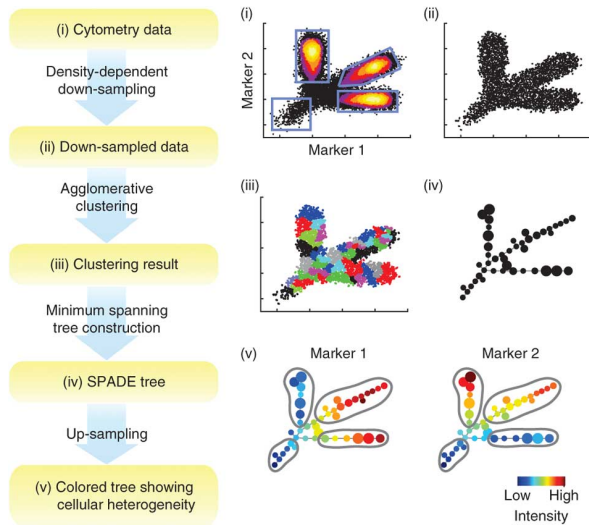 (i) Cytometry data
Density-dependent
down-sampling
(ii) Down-sampled data
Agglomerative
clustering
(iii) Clustering result
Minimum spanning
tree construction
(iv) SPADE tree
Up-sampling
(v) Colored tree showing
cellular heterogeneity
(i)
Marker 2
Marker 1
(ii)
(iii)
(iv)
(v)
Marker 1
Marker 2
Low High
Intensity